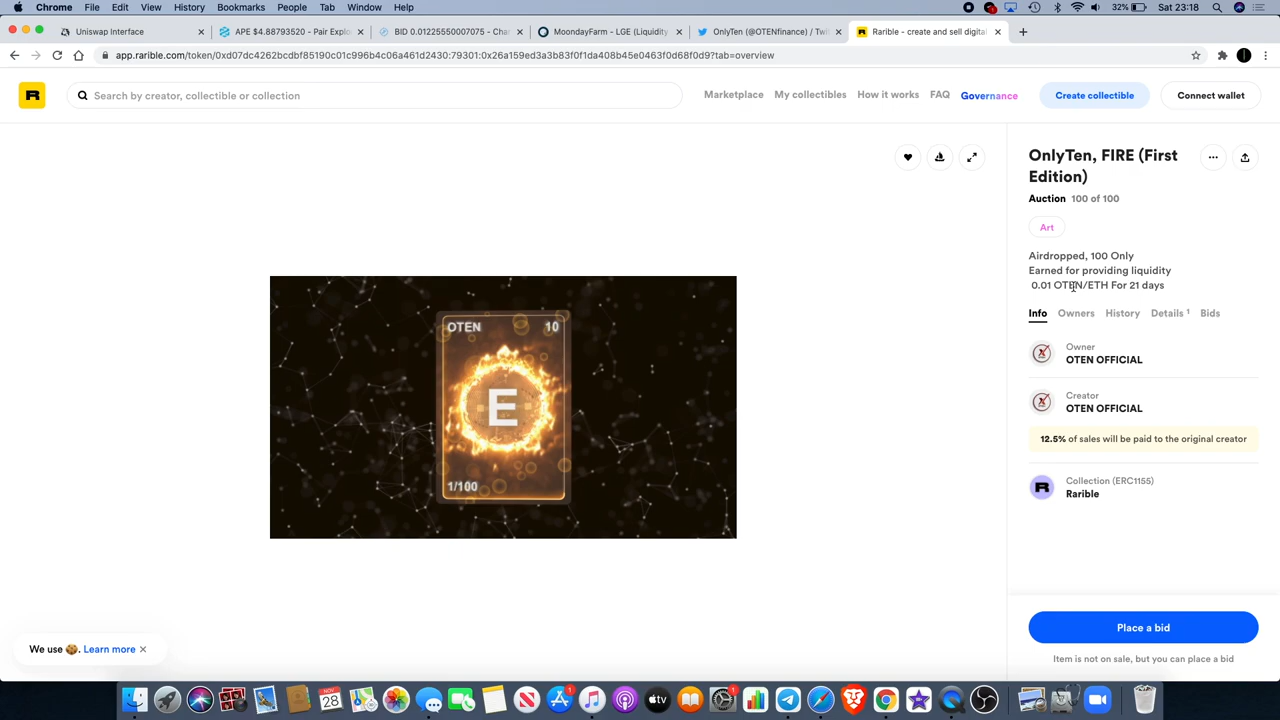 Chrome File Edit View History Bookmarks People Tab Window Help
32% Sat 23:18
Uniswap Interface
APE $4.88793520 - Pair Explo
BID 0.01225550007075 - Cha
MoondayFarm - LGE (Liquidity
OnlyTen (@OTENfinance) / Twi
Rarible - create and sell digital
app.rarible.com/token/0xd07dc4262bcdbf85190c01c996b4c06a461d2430:79301:0x26a159ed3a3b83f0f1da408b45e0463f0d68f0d9?tab=overview
R
Search by creator, collectible or collection
Marketplace My collectibles How it works FAQ Governance
Create collectible
Connect wallet
OnlyTen, FIRE (First
Edition)
Auction 100 of 100
Art
Airdropped, 100 Only
Earned for providing liquidity
0.01 OTEN/ETH For 21 days
Info Owners History Details 1 Bids
Owner
OTEN OFFICIAL
Creator
OTEN OFFICIAL
12.5% of sales will be paid to the original creator
Collection (ERC1155)
Rarible
OTEN 10
E
1/100
We use 🍪. Learn more
Place a bid
Item is not on sale, but you can place a bid
NOV
28
tv
1
1